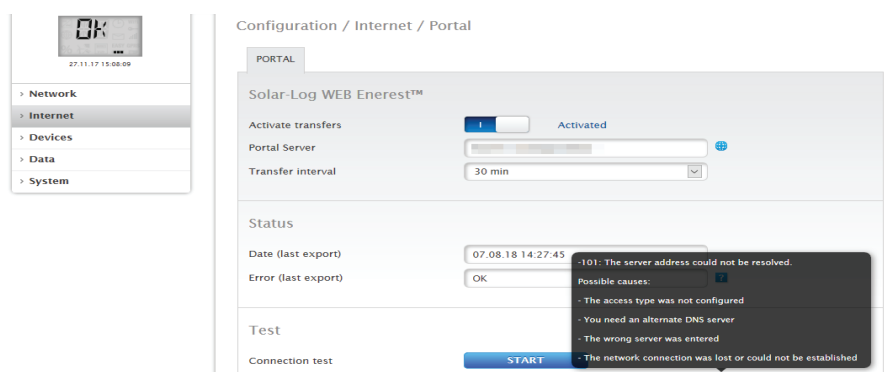 OK
27.11.17 15:08:09
› Network
› Internet
› Devices
› Data
› System
Configuration / Internet / Portal
PORTAL
Solar-Log WEB Enerest™
Activate transfers I Activated
Portal Server
Transfer interval 30 min
Status
Date (last export) 07.08.18 14:27:45
Error (last export) OK ?
-101: The server address could not be resolved.
Possible causes:
- The access type was not configured
- You need an alternate DNS server
- The wrong server was entered
- The network connection was lost or could not be established
Test
Connection test START